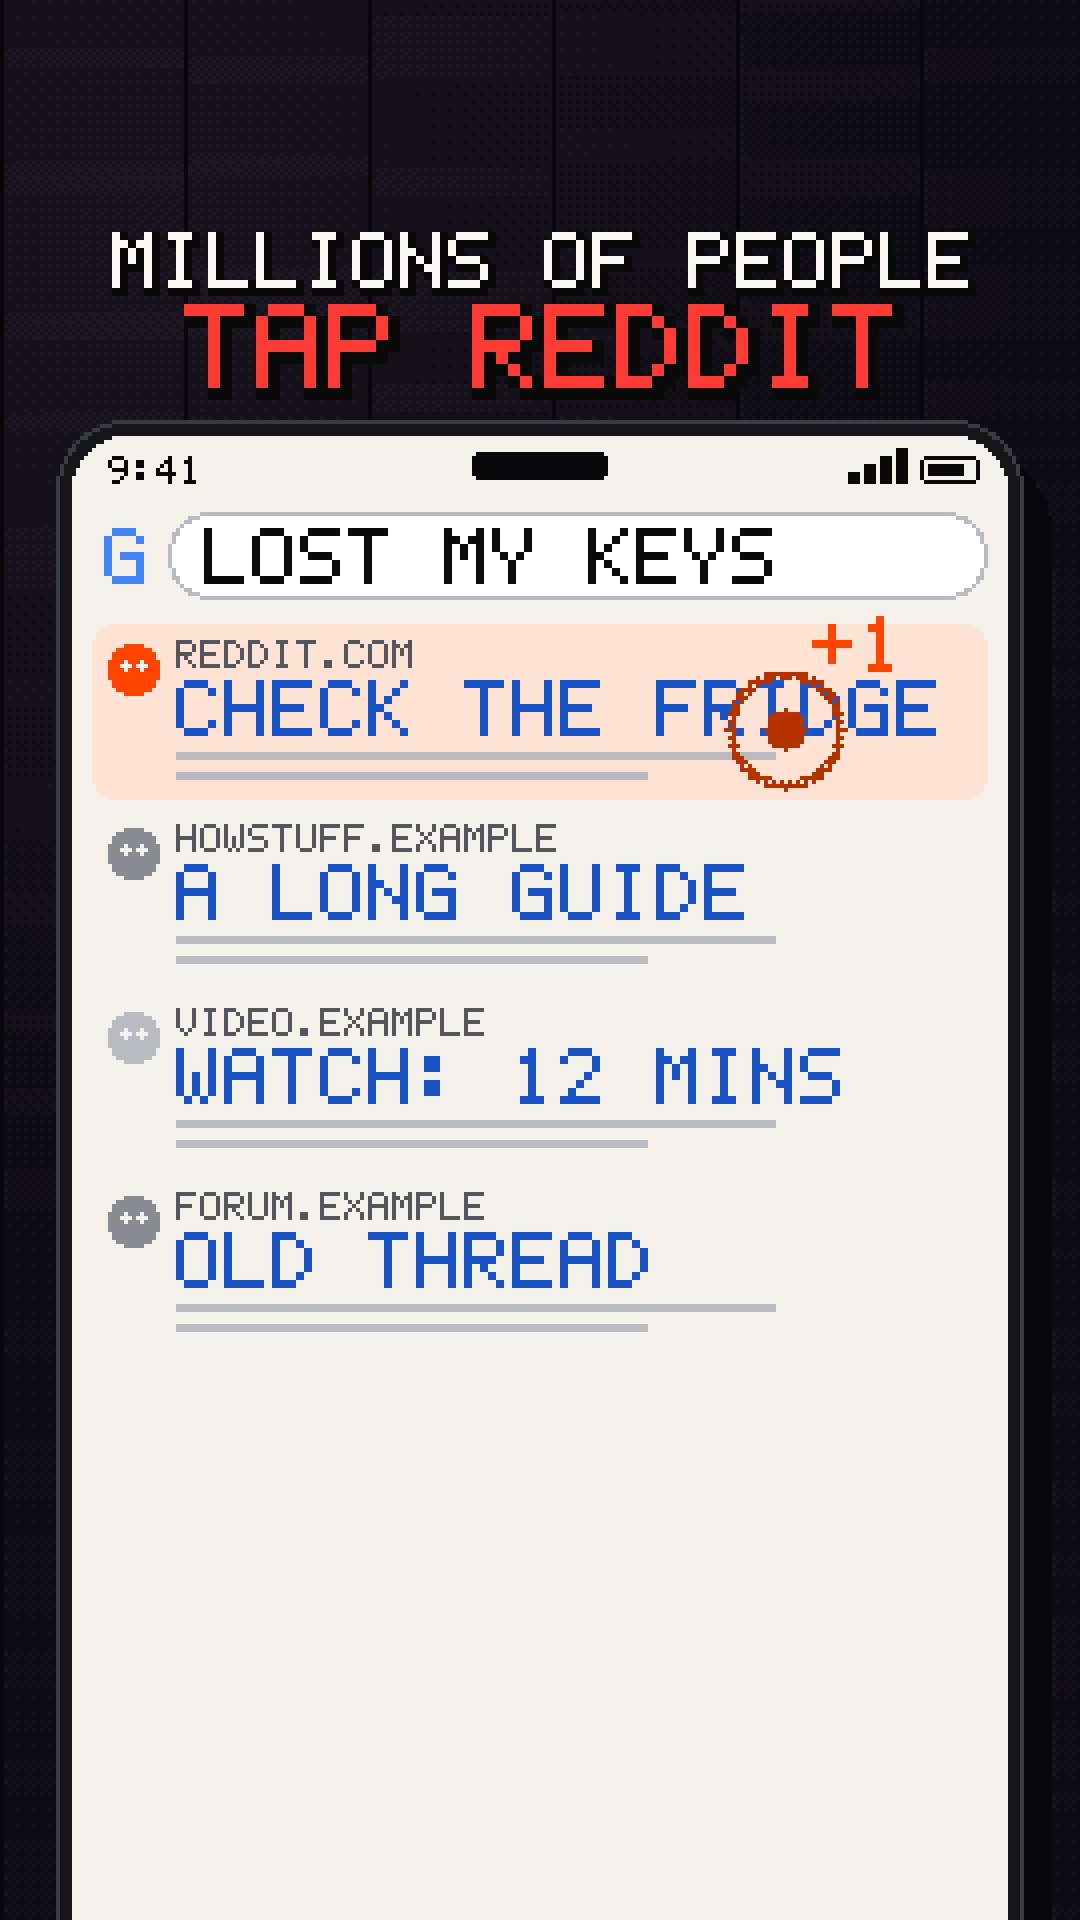 MILLIONS OF PEOPLE
TAP REDDIT
9:41
G LOST MY KEYS
+1
REDDIT.COM
CHECK THE FRIDGE
HOWSTUFF.EXAMPLE
A LONG GUIDE
VIDEO.EXAMPLE
WATCH: 12 MINS
FORUM.EXAMPLE
OLD THREAD